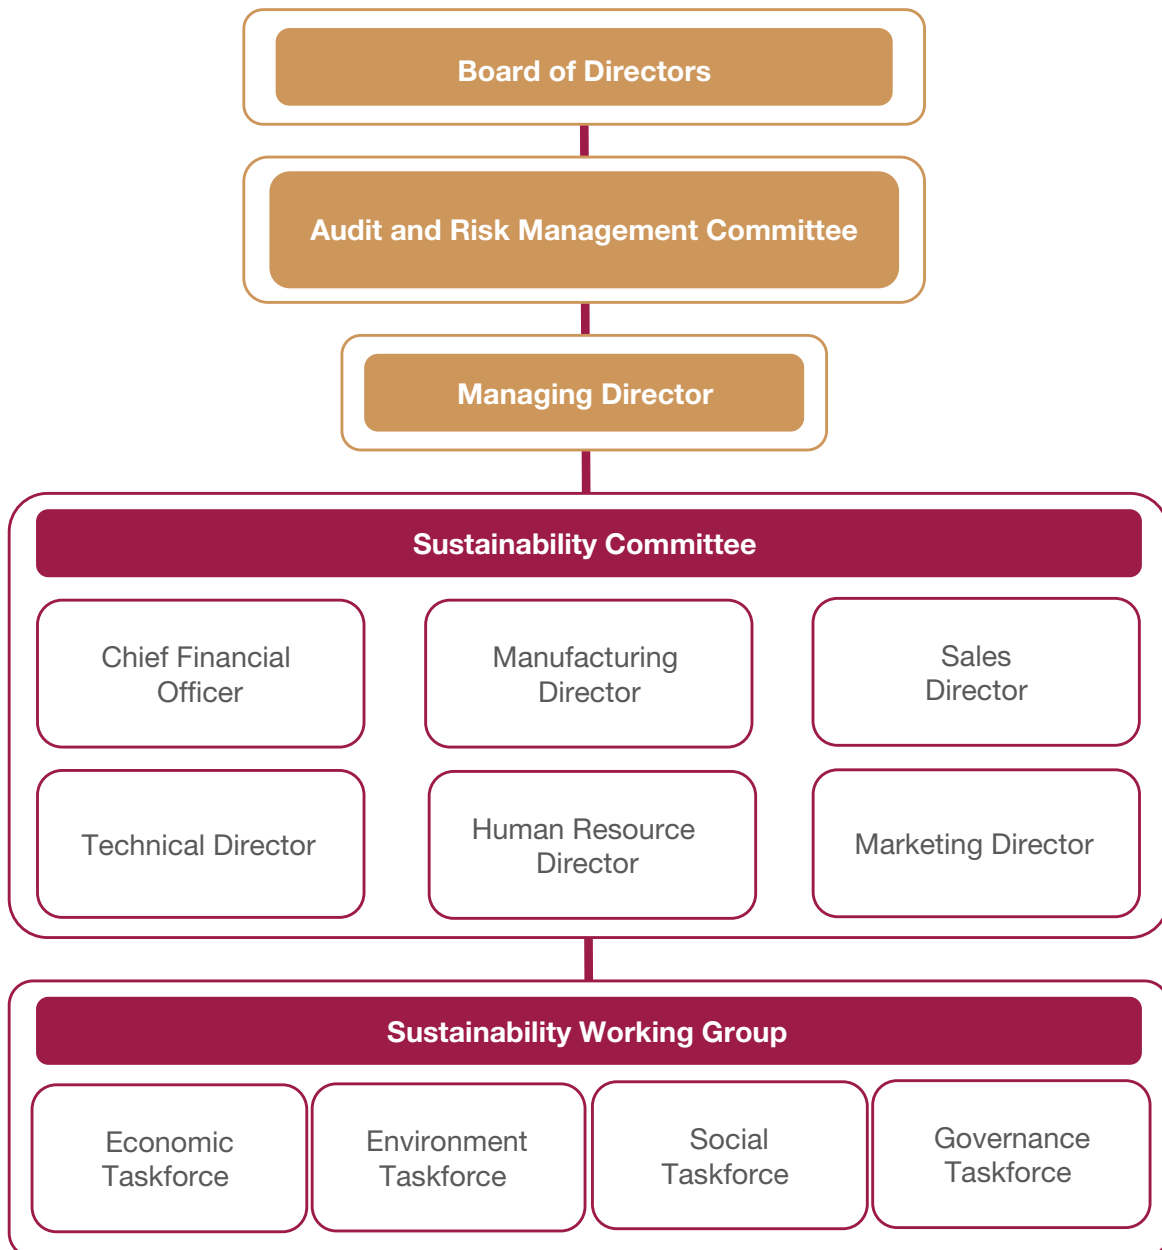 Board of Directors
Audit and Risk Management Committee
Managing Director
Sustainability Committee
Chief Financial
Officer
Manufacturing
Director
Sales
Director
Technical Director
Human Resource
Director
Marketing Director
Sustainability Working Group
Economic
Taskforce
Environment
Taskforce
Social
Taskforce
Governance
Taskforce